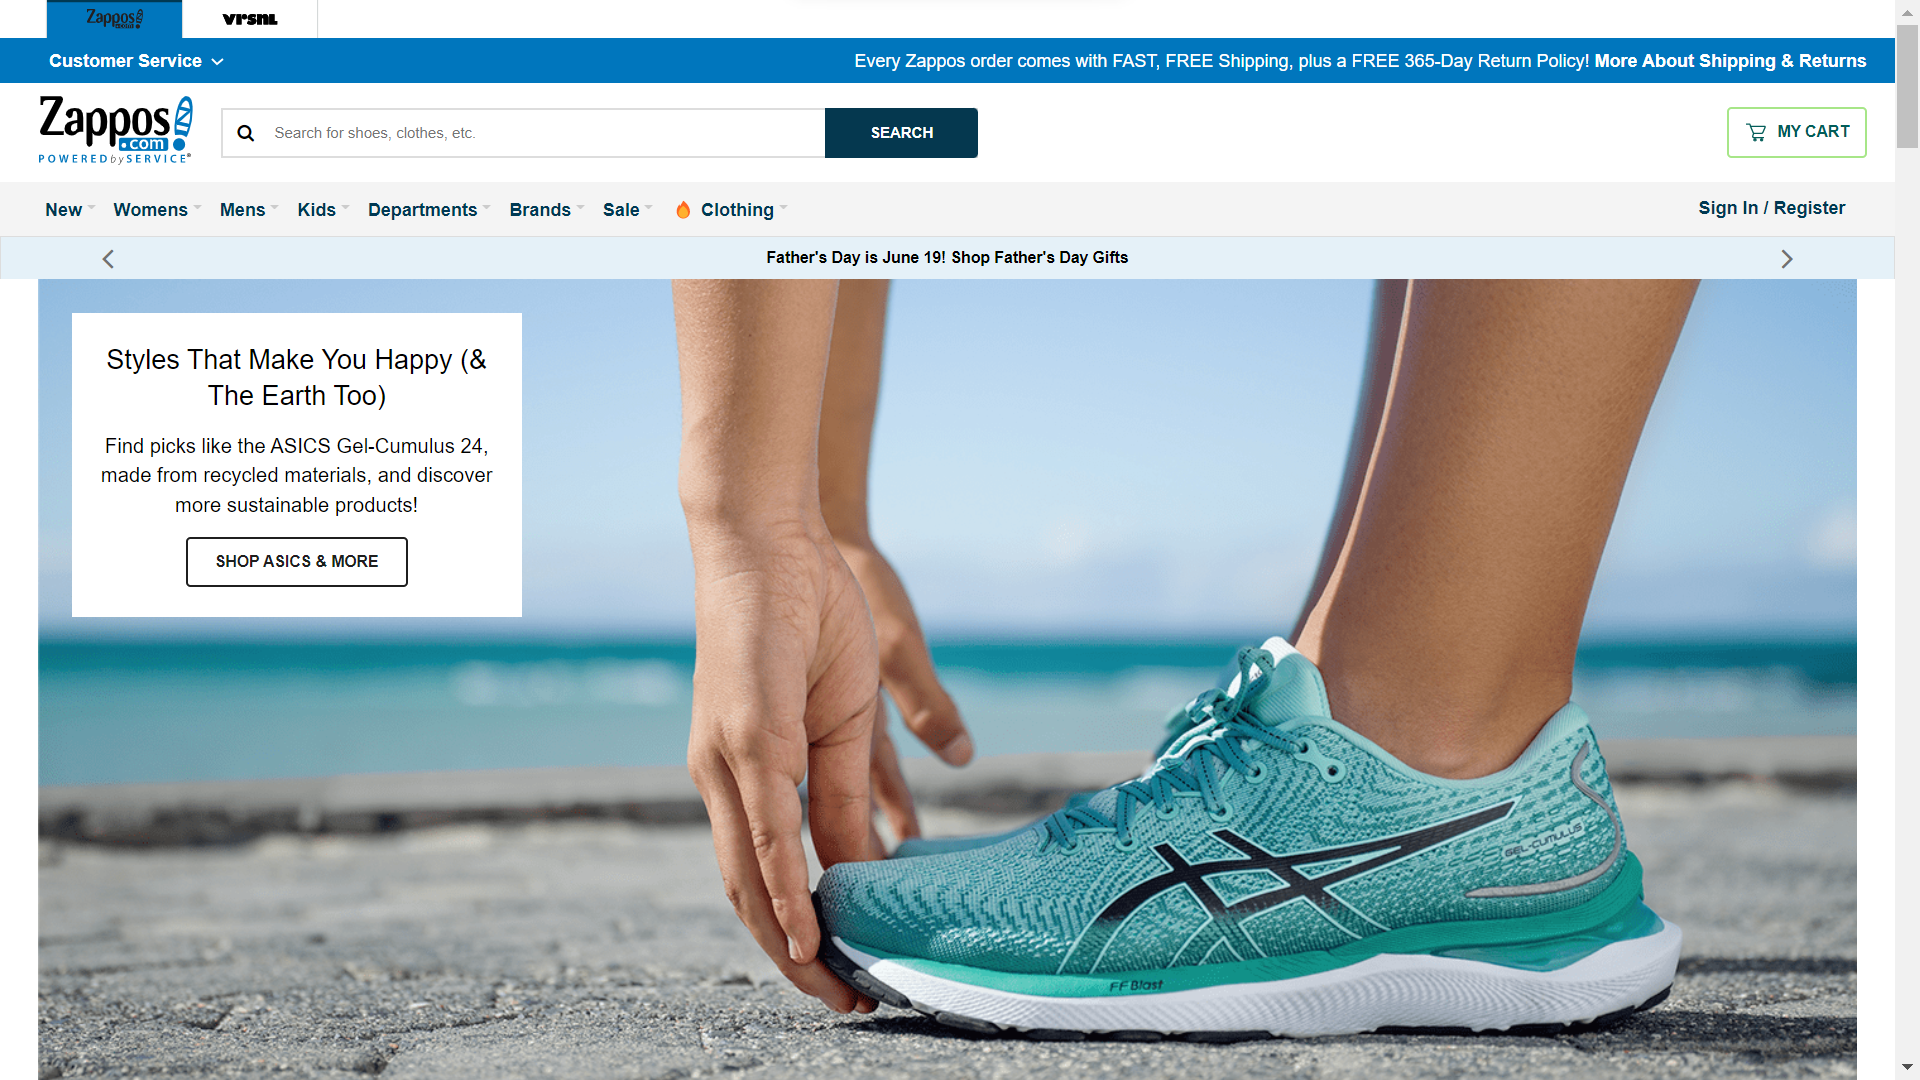 Zappos
vrsnl
Customer Service
Every Zappos order comes with FAST, FREE Shipping, plus a FREE 365-Day Return Policy! More About Shipping & Returns
Zappos
.com
POWERED by SERVICE®
Search for shoes, clothes, etc.
SEARCH
MY CART
New Womens Mens Kids Departments Brands Sale Clothing
Sign In / Register
Father's Day is June 19! Shop Father's Day Gifts
Styles That Make You Happy (&
The Earth Too)
Find picks like the ASICS Gel-Cumulus 24,
made from recycled materials, and discover
more sustainable products!
SHOP ASICS & MORE
GEL-CUMULUS
FF Blast